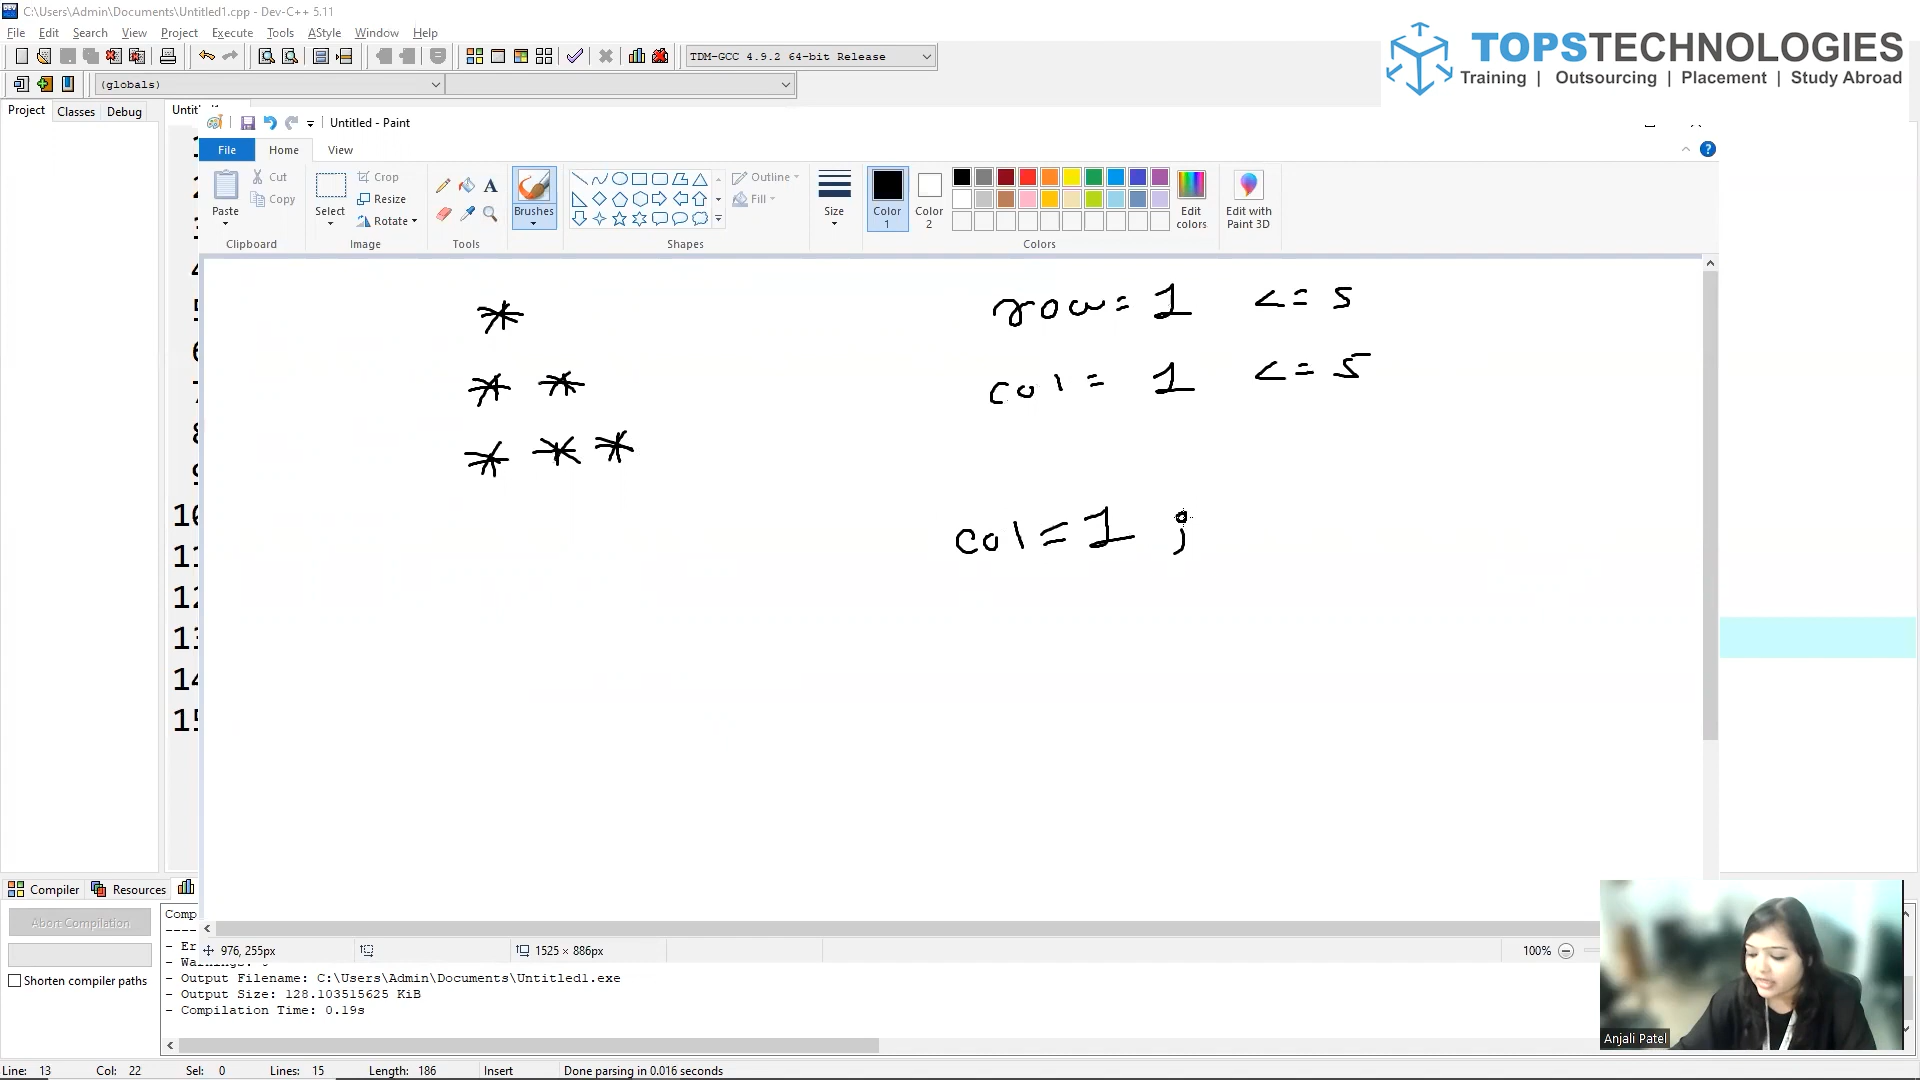 C:\Users\Admin\Documents\Untitled1.cpp - Dev-C++ 5.11
File Edit Search View Project Execute Tools AStyle Window Help
TDM-GCC 4.9.2 64-bit Release
(globals)
TOPSTECHNOLOGIES
Training | Outsourcing | Placement | Study Abroad
Project Classes Debug
Untitled - Paint
File Home View
Paste
Cut
Copy
Clipboard
Select
Crop
Resize
Rotate
Image
A
Tools
Brushes
Shapes
Outline
Fill
Size
Color 1
Color 2
Colors
Edit colors
Edit with Paint 3D
*
* *
* * *
row = 1 <= 5
col = 1 <= 5
col = 1 ;
10
11
12
13
14
976, 255px
1525 × 886px
100%
Compiler Resources
Abort Compilation
Shorten compiler paths
- Output Filename: C:\Users\Admin\Documents\Untitled1.exe
- Output Size: 128.103515625 KiB
- Compilation Time: 0.19s
Anjali Patel
Line: 13 Col: 22 Sel: 0 Lines: 15 Length: 186 Insert Done parsing in 0.016 seconds